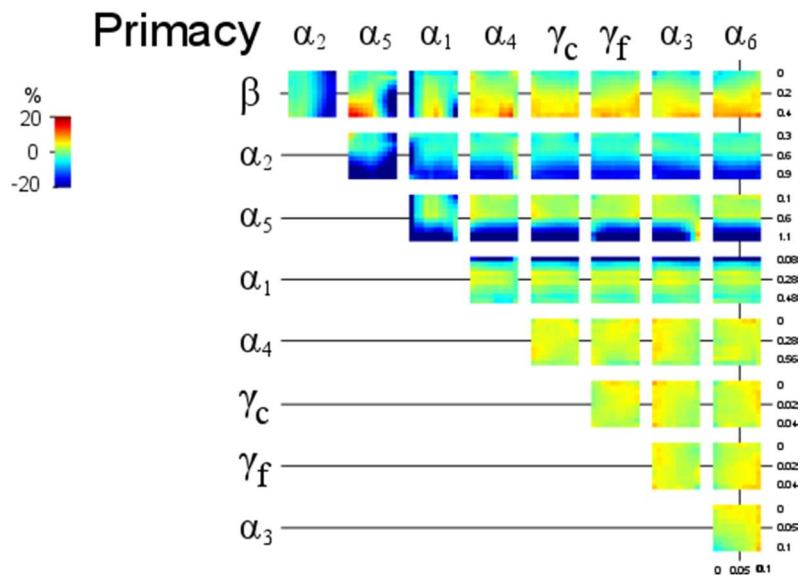 Primacy α₂ α₅ α₁ α₄ γc γf α₃ α₆
%
20
0
-20
β 0 0.2 0.4
α₂ 0.3 0.6 0.9
α₅ 0.1 0.6 1.1
α₁ 0.08 0.28 0.48
α₄ 0 0.28 0.56
γc 0 0.02 0.04
γf 0 0.02 0.04
α₃ 0 0.05 0.1
0 0.05 0.1